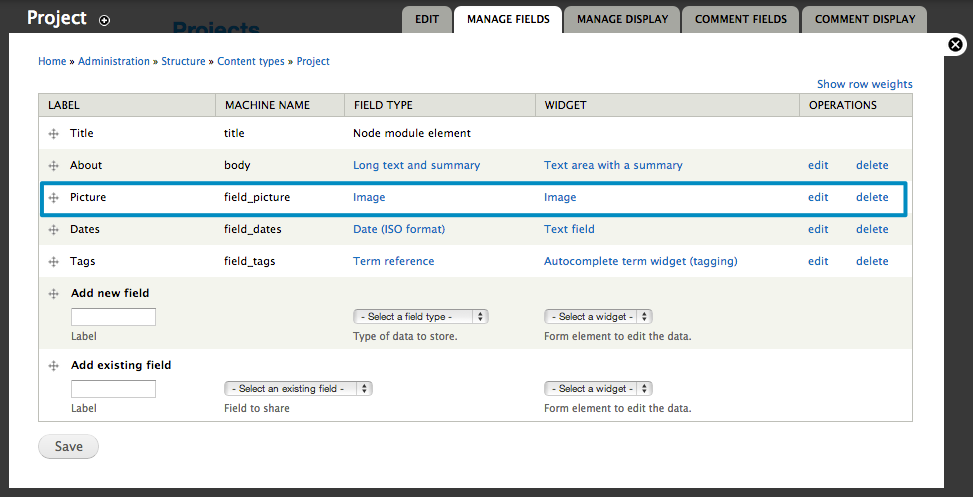 Project
Projects
EDIT MANAGE FIELDS MANAGE DISPLAY COMMENT FIELDS COMMENT DISPLAY
Home » Administration » Structure » Content types » Project
Show row weights
LABEL MACHINE NAME FIELD TYPE WIDGET OPERATIONS
Title title Node module element
About body Long text and summary Text area with a summary edit delete
Picture field_picture Image Image edit delete
Dates field_dates Date (ISO format) Text field edit delete
Tags field_tags Term reference Autocomplete term widget (tagging) edit delete
Add new field
- Select a field type - - Select a widget -
Label Type of data to store. Form element to edit the data.
Add existing field
- Select an existing field - - Select a widget -
Label Field to share Form element to edit the data.
Save